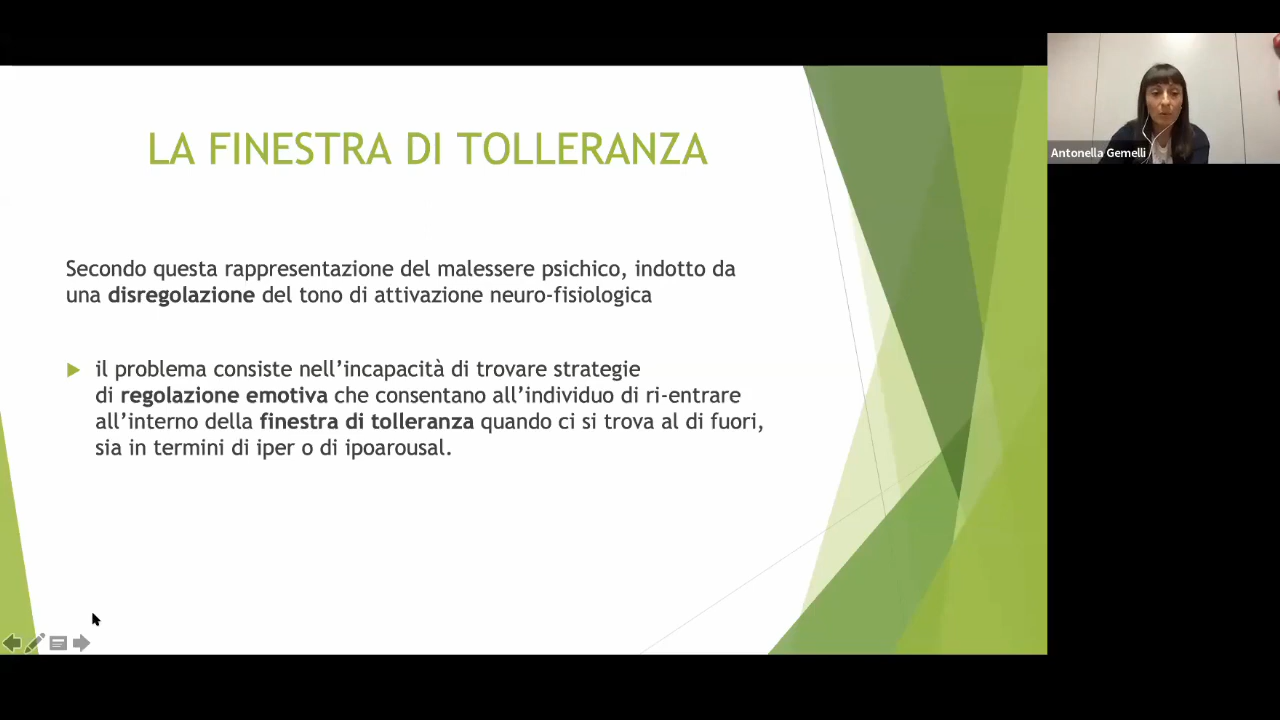 LA FINESTRA DI TOLLERANZA
Secondo questa rappresentazione del malessere psichico, indotto da
una disregolazione del tono di attivazione neuro-fisiologica
il problema consiste nell’incapacità di trovare strategie
di regolazione emotiva che consentano all’individuo di ri-entrare
all’interno della finestra di tolleranza quando ci si trova al di fuori,
sia in termini di iper o di ipoarousal.
Antonella Gemelli